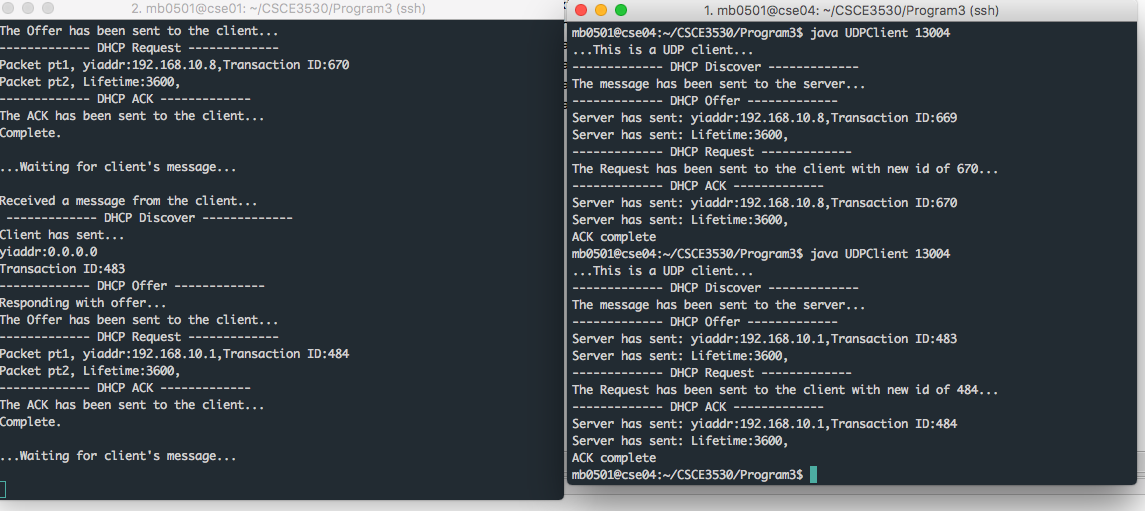 2. mb0501@cse01: ~/CSCE3530/Program3 (ssh)
The Offer has been sent to the client...
------------- DHCP Request -------------
Packet pt1, yiaddr:192.168.10.8,Transaction ID:670
Packet pt2, Lifetime:3600,
------------- DHCP ACK -------------
The ACK has been sent to the client...
Complete.
...Waiting for client's message...
Received a message from the client...
------------- DHCP Discover -------------
Client has sent...
yiaddr:0.0.0.0
Transaction ID:483
------------- DHCP Offer -------------
Responding with offer...
The Offer has been sent to the client...
------------- DHCP Request -------------
Packet pt1, yiaddr:192.168.10.1,Transaction ID:484
Packet pt2, Lifetime:3600,
------------- DHCP ACK -------------
The ACK has been sent to the client...
Complete.
...Waiting for client's message...
1. mb0501@cse04: ~/CSCE3530/Program3 (ssh)
mb0501@cse04:~/CSCE3530/Program3$ java UDPClient 13004
...This is a UDP client...
------------- DHCP Discover -------------
The message has been sent to the server...
------------- DHCP Offer -------------
Server has sent: yiaddr:192.168.10.8,Transaction ID:669
Server has sent: Lifetime:3600,
------------- DHCP Request -------------
The Request has been sent to the client with new id of 670...
------------- DHCP ACK -------------
Server has sent: yiaddr:192.168.10.8,Transaction ID:670
Server has sent: Lifetime:3600,
ACK complete
mb0501@cse04:~/CSCE3530/Program3$ java UDPClient 13004
...This is a UDP client...
------------- DHCP Discover -------------
The message has been sent to the server...
------------- DHCP Offer -------------
Server has sent: yiaddr:192.168.10.1,Transaction ID:483
Server has sent: Lifetime:3600,
------------- DHCP Request -------------
The Request has been sent to the client with new id of 484...
------------- DHCP ACK -------------
Server has sent: yiaddr:192.168.10.1,Transaction ID:484
Server has sent: Lifetime:3600,
ACK complete
mb0501@cse04:~/CSCE3530/Program3$